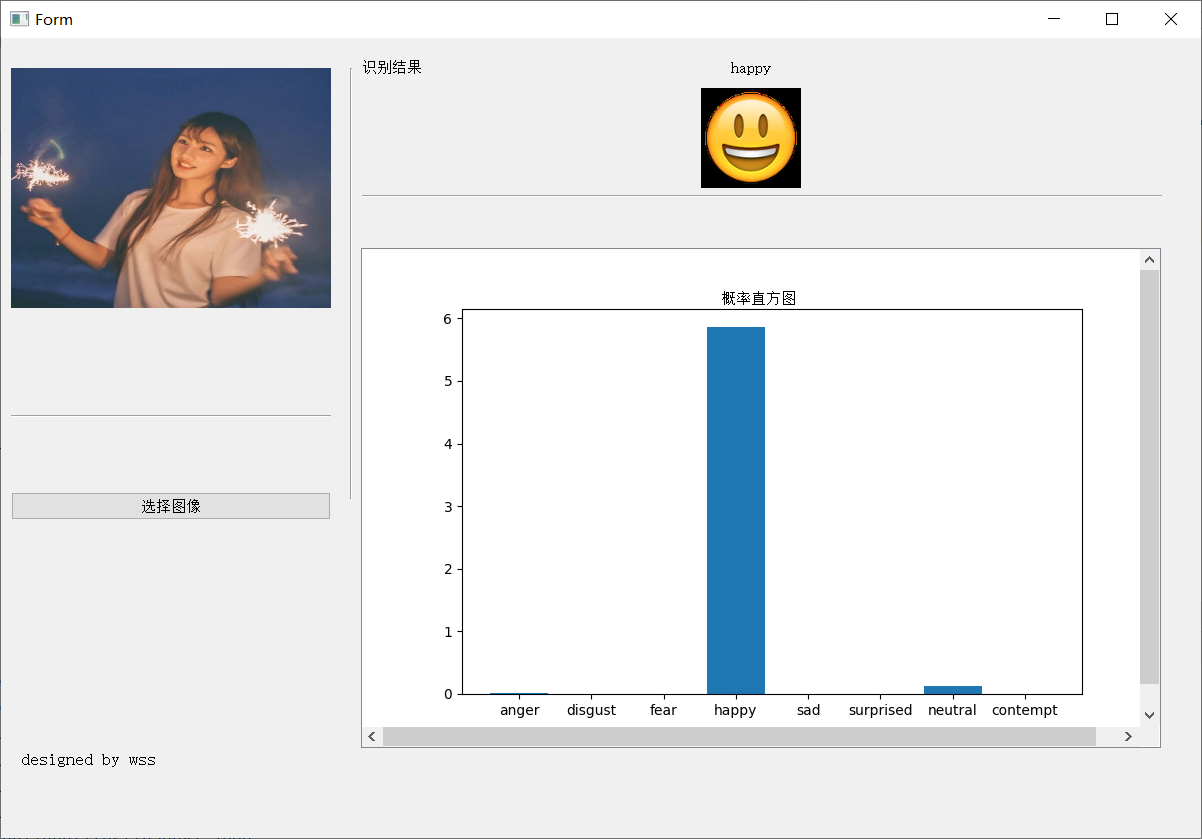 Form
识别结果
happy
概率直方图
6
5
4
3
2
1
0
anger disgust fear happy sad surprised neutral contempt
选择图像
designed by wss